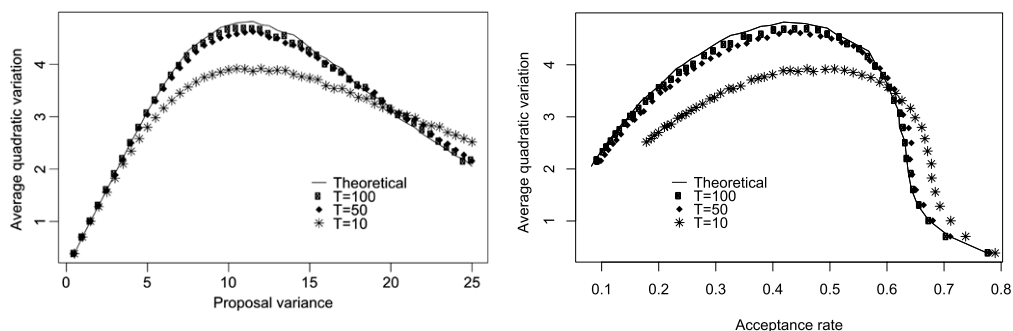 Average quadratic variation
4
3
2
1
Theoretical
T=100
T=50
T=10
0 5 10 15 20 25
Proposal variance
Average quadratic variation
4
3
2
1
Theoretical
T=100
T=50
T=10
0.1 0.2 0.3 0.4 0.5 0.6 0.7 0.8
Acceptance rate